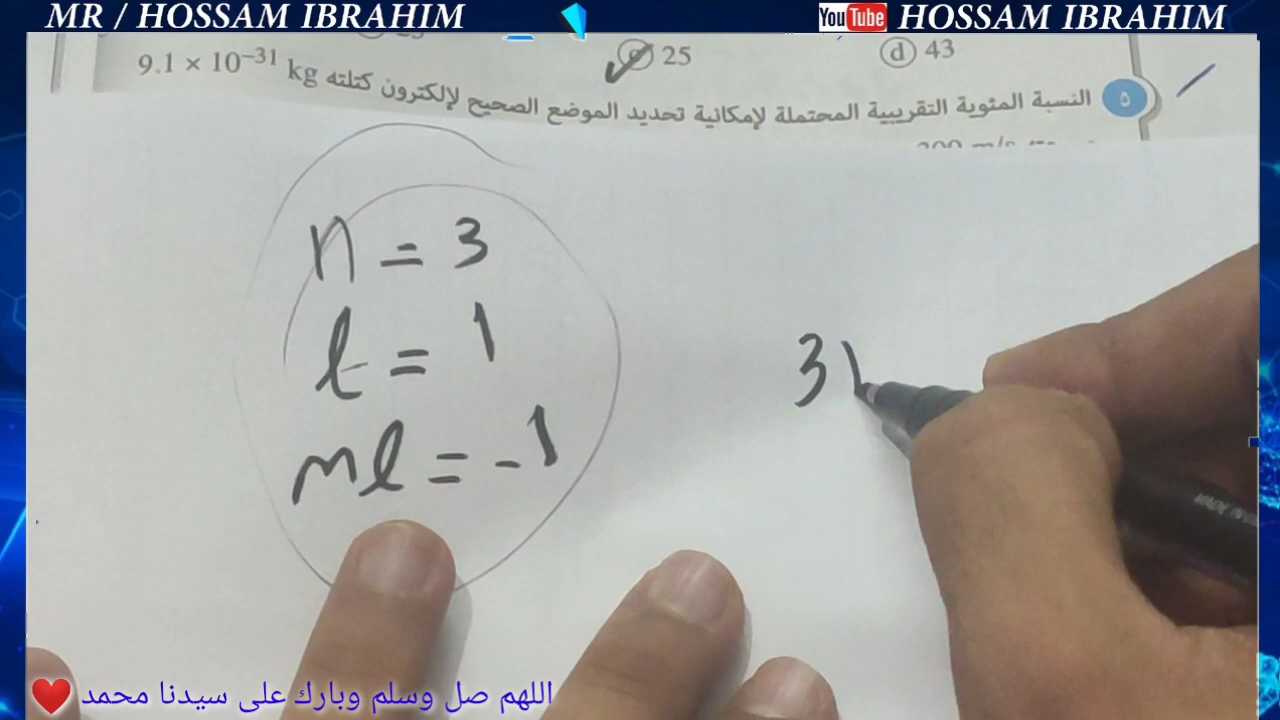 MR / HOSSAM IBRAHIM
YouTube HOSSAM IBRAHIM
c 25
d 43
٥ النسبة المئوية التقريبية المحتملة لإمكانية تحديد الموضع الصحيح لإلكترون كتلته 9.1 × 10⁻³¹ kg
n = 3
l = 1
ml = -1
3
اللهم صل وسلم وبارك على سيدنا محمد ❤️